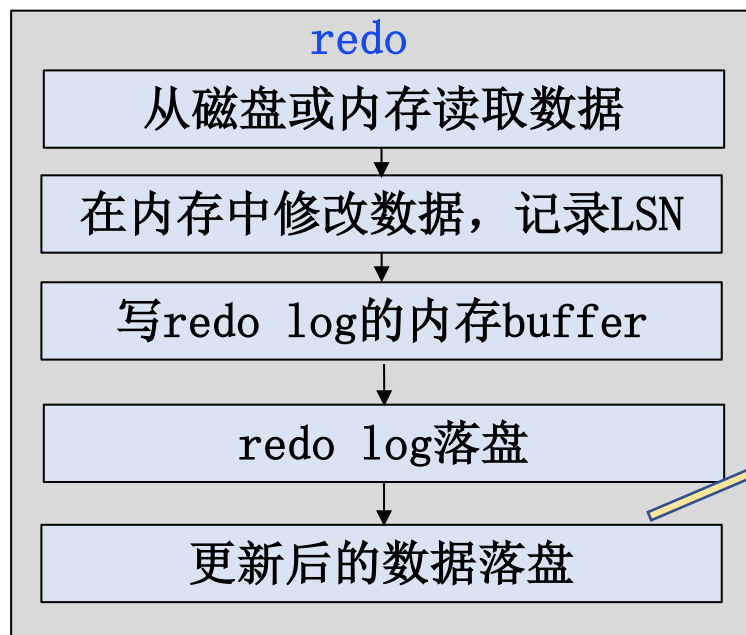 redo
从磁盘或内存读取数据
在内存中修改数据，记录LSN
写redo log的内存buffer
redo log落盘
更新后的数据落盘